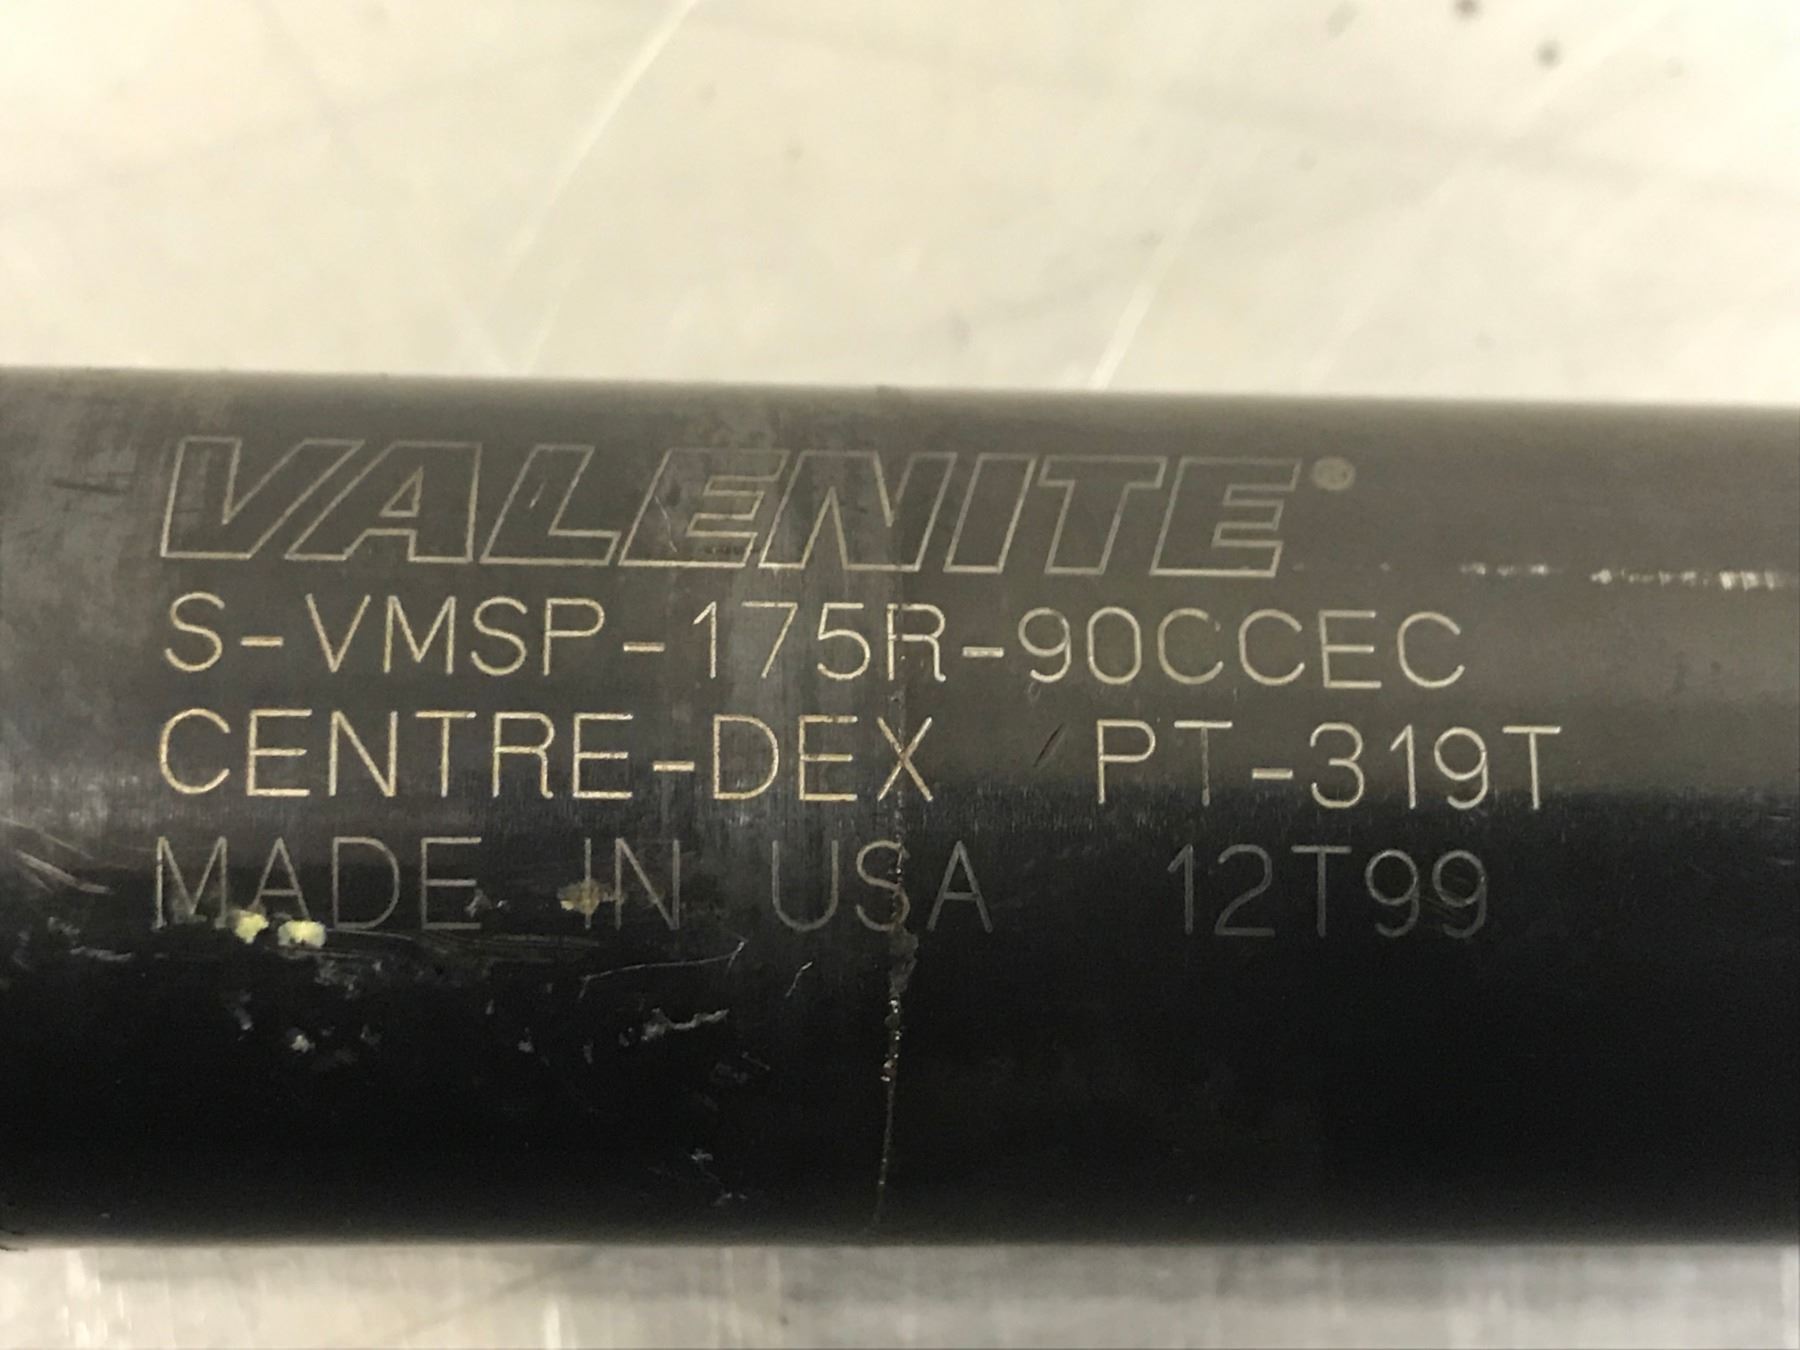 VALENITE
S-VMSP-175R-90CCEC
CENTRE-DEX PT-319T
MADE IN USA 12T99